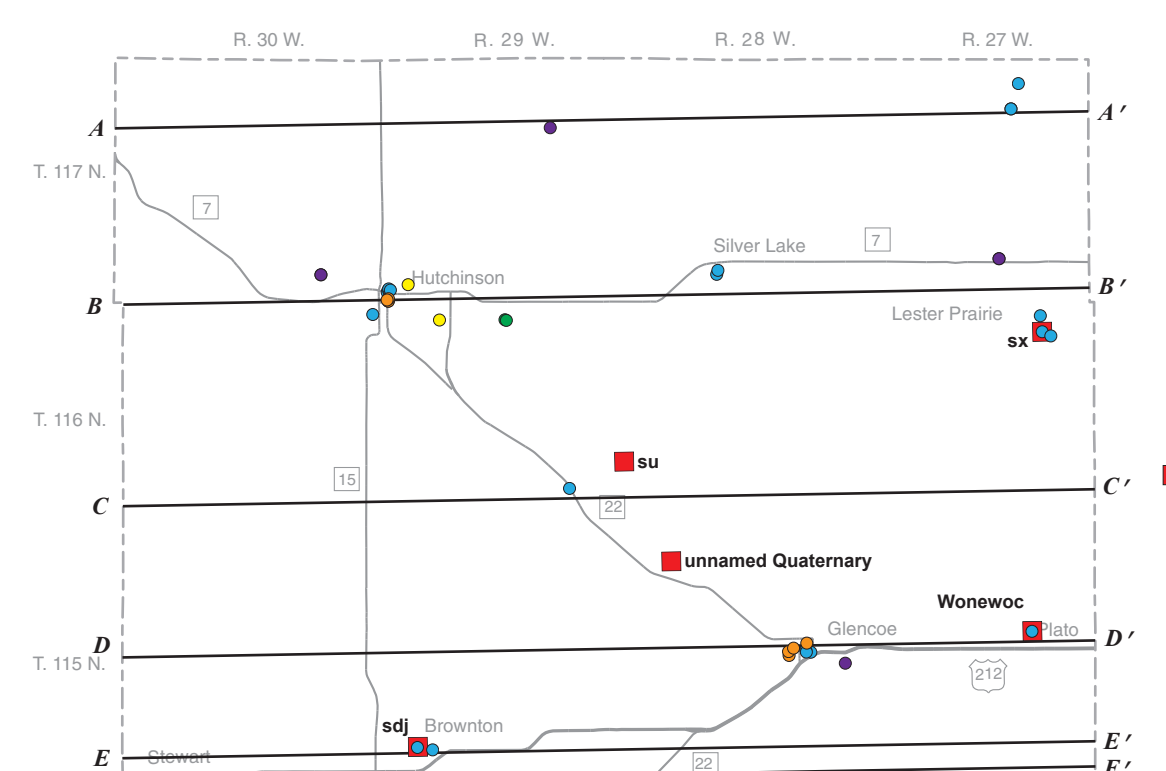 R. 30 W. R. 29 W. R. 28 W. R. 27 W.
A A′
T. 117 N.
7
Silver Lake 7
Hutchinson
B B′
Lester Prairie
sx
T. 116 N.
su
15
C C′
22
unnamed Quaternary
Wonewoc
Glencoe Plato
D D′
T. 115 N.
212
sdj Brownton
E Stewart E′
22